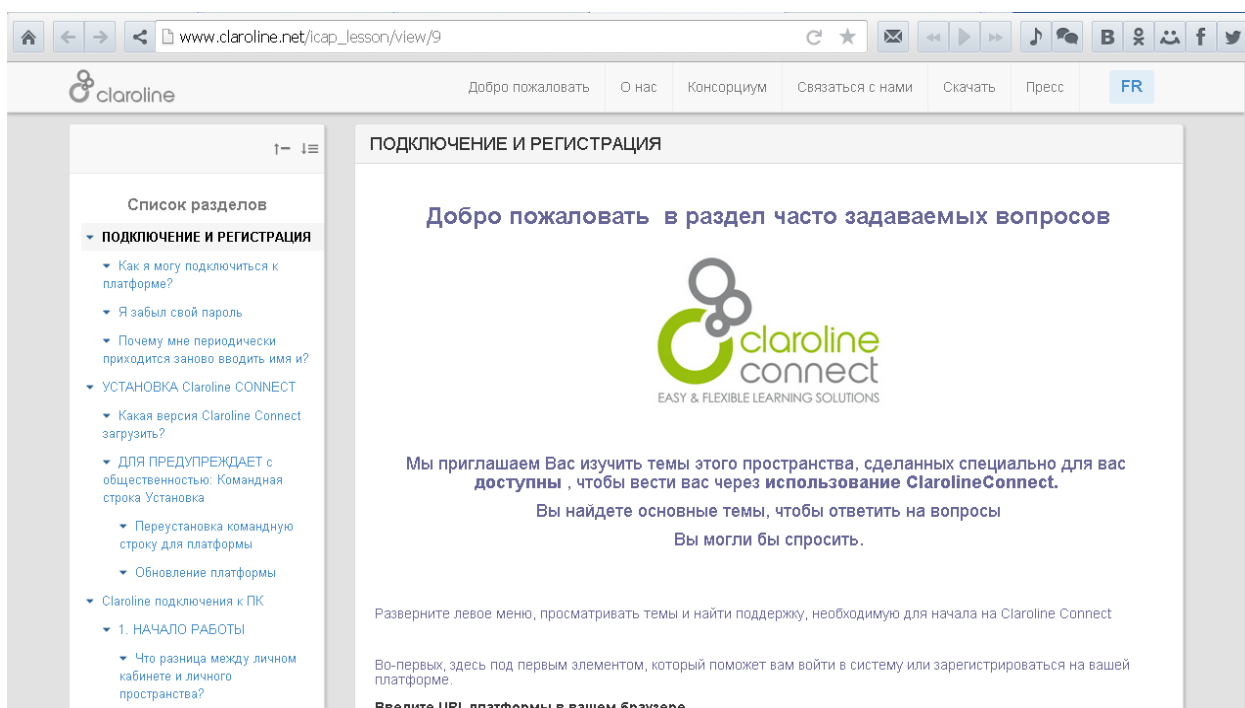 www.claroline.net/icap_lesson/view/9
claroline
Добро пожаловать
О нас
Консорциум
Связаться с нами
Скачать
Пресс
FR
Список разделов
ПОДКЛЮЧЕНИЕ И РЕГИСТРАЦИЯ
Как я могу подключиться к
платформе?
Я забыл свой пароль
Почему мне периодически
приходится заново вводить имя и?
УСТАНОВКА Claroline CONNECT
Какая версия Claroline Connect
загрузить?
ДЛЯ ПРЕДУПРЕЖДАЕТ с
общественностью: Командная
строка Установка
Переустановка командную
строку для платформы
Обновление платформы
Claroline подключения к ПК
1. НАЧАЛО РАБОТЫ
Что разница между личном
кабинете и личного
пространства?
ПОДКЛЮЧЕНИЕ И РЕГИСТРАЦИЯ
Добро пожаловать в раздел часто задаваемых вопросов
claroline
connect
EASY & FLEXIBLE LEARNING SOLUTIONS
Мы приглашаем Вас изучить темы этого пространства, сделанных специально для вас
доступны , чтобы вести вас через использование ClarolineConnect.
Вы найдете основные темы, чтобы ответить на вопросы
Вы могли бы спросить.
Разверните левое меню, просматривать темы и найти поддержку, необходимую для начала на Claroline Connect
Во-первых, здесь под первым элементом, который поможет вам войти в систему или зарегистрироваться на вашей
платформе.
Введите URL платформы в вашем браузере